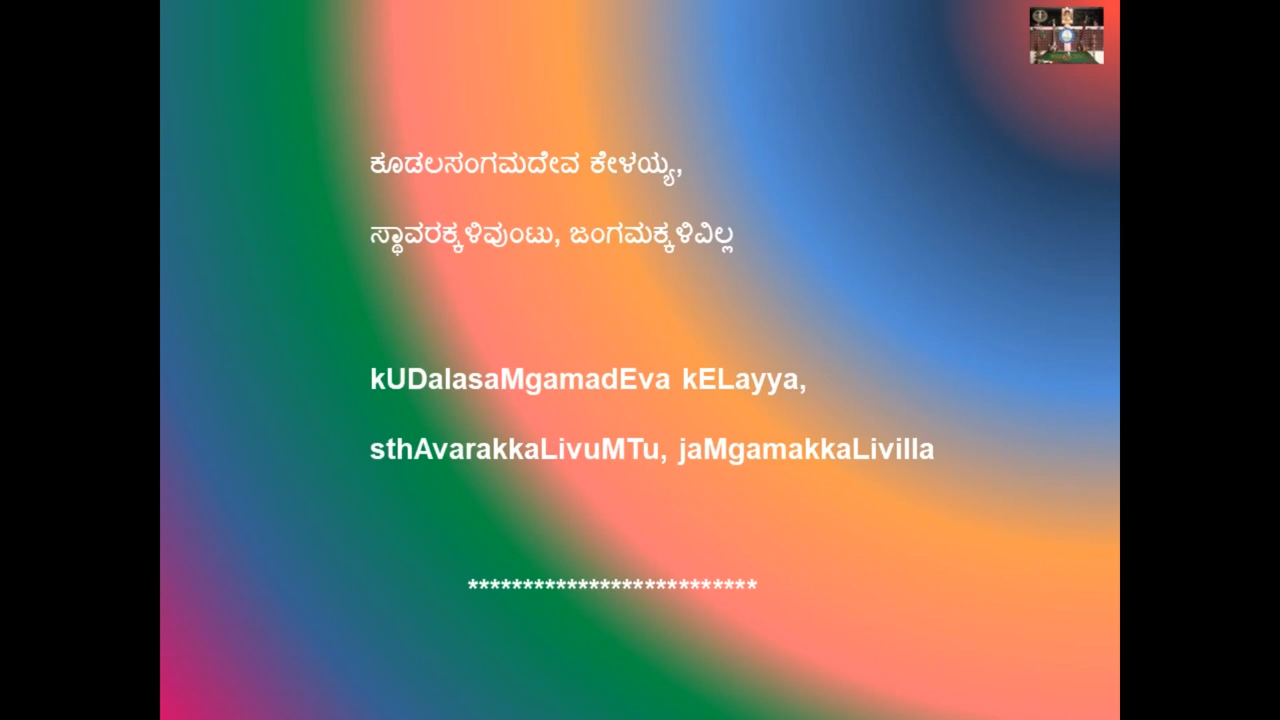 ಕೂಡಲಸಂಗಮದೇವ ಕೇಳಯ್ಯ,
ಸ್ಥಾವರಕ್ಕಳಿವುಂಟು, ಜಂಗಮಕ್ಕಳಿವಿಲ್ಲ
kUDalasaMgamadEva kELayya,
sthAvarakkaLivuMTu, jaMgamakkaLivilla
**************************